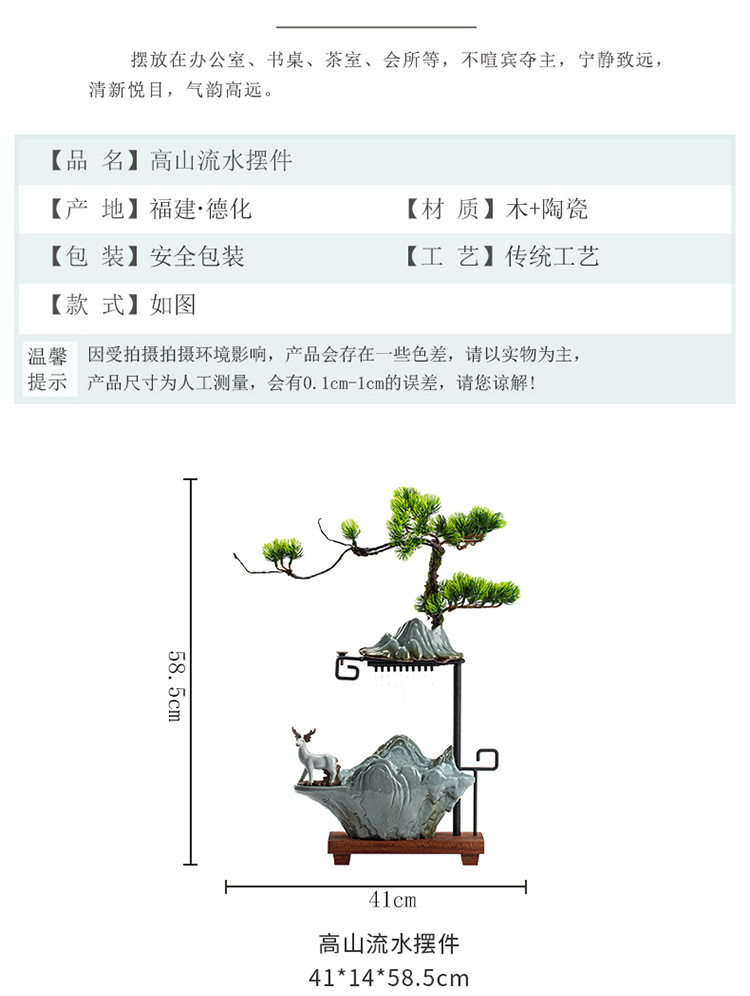 摆放在办公室、书桌、茶室、会所等，不喧宾夺主，宁静致远，
清新悦目，气韵高远。
【品 名】高山流水摆件
【产 地】福建·德化 【材 质】木+陶瓷
【包 装】安全包装 【工 艺】传统工艺
【款 式】如图
温馨
提示
因受拍摄拍摄环境影响，产品会存在一些色差，请以实物为主，
产品尺寸为人工测量，会有0.1cm-1cm的误差，请您谅解!
58.5cm
41cm
高山流水摆件
41*14*58.5cm